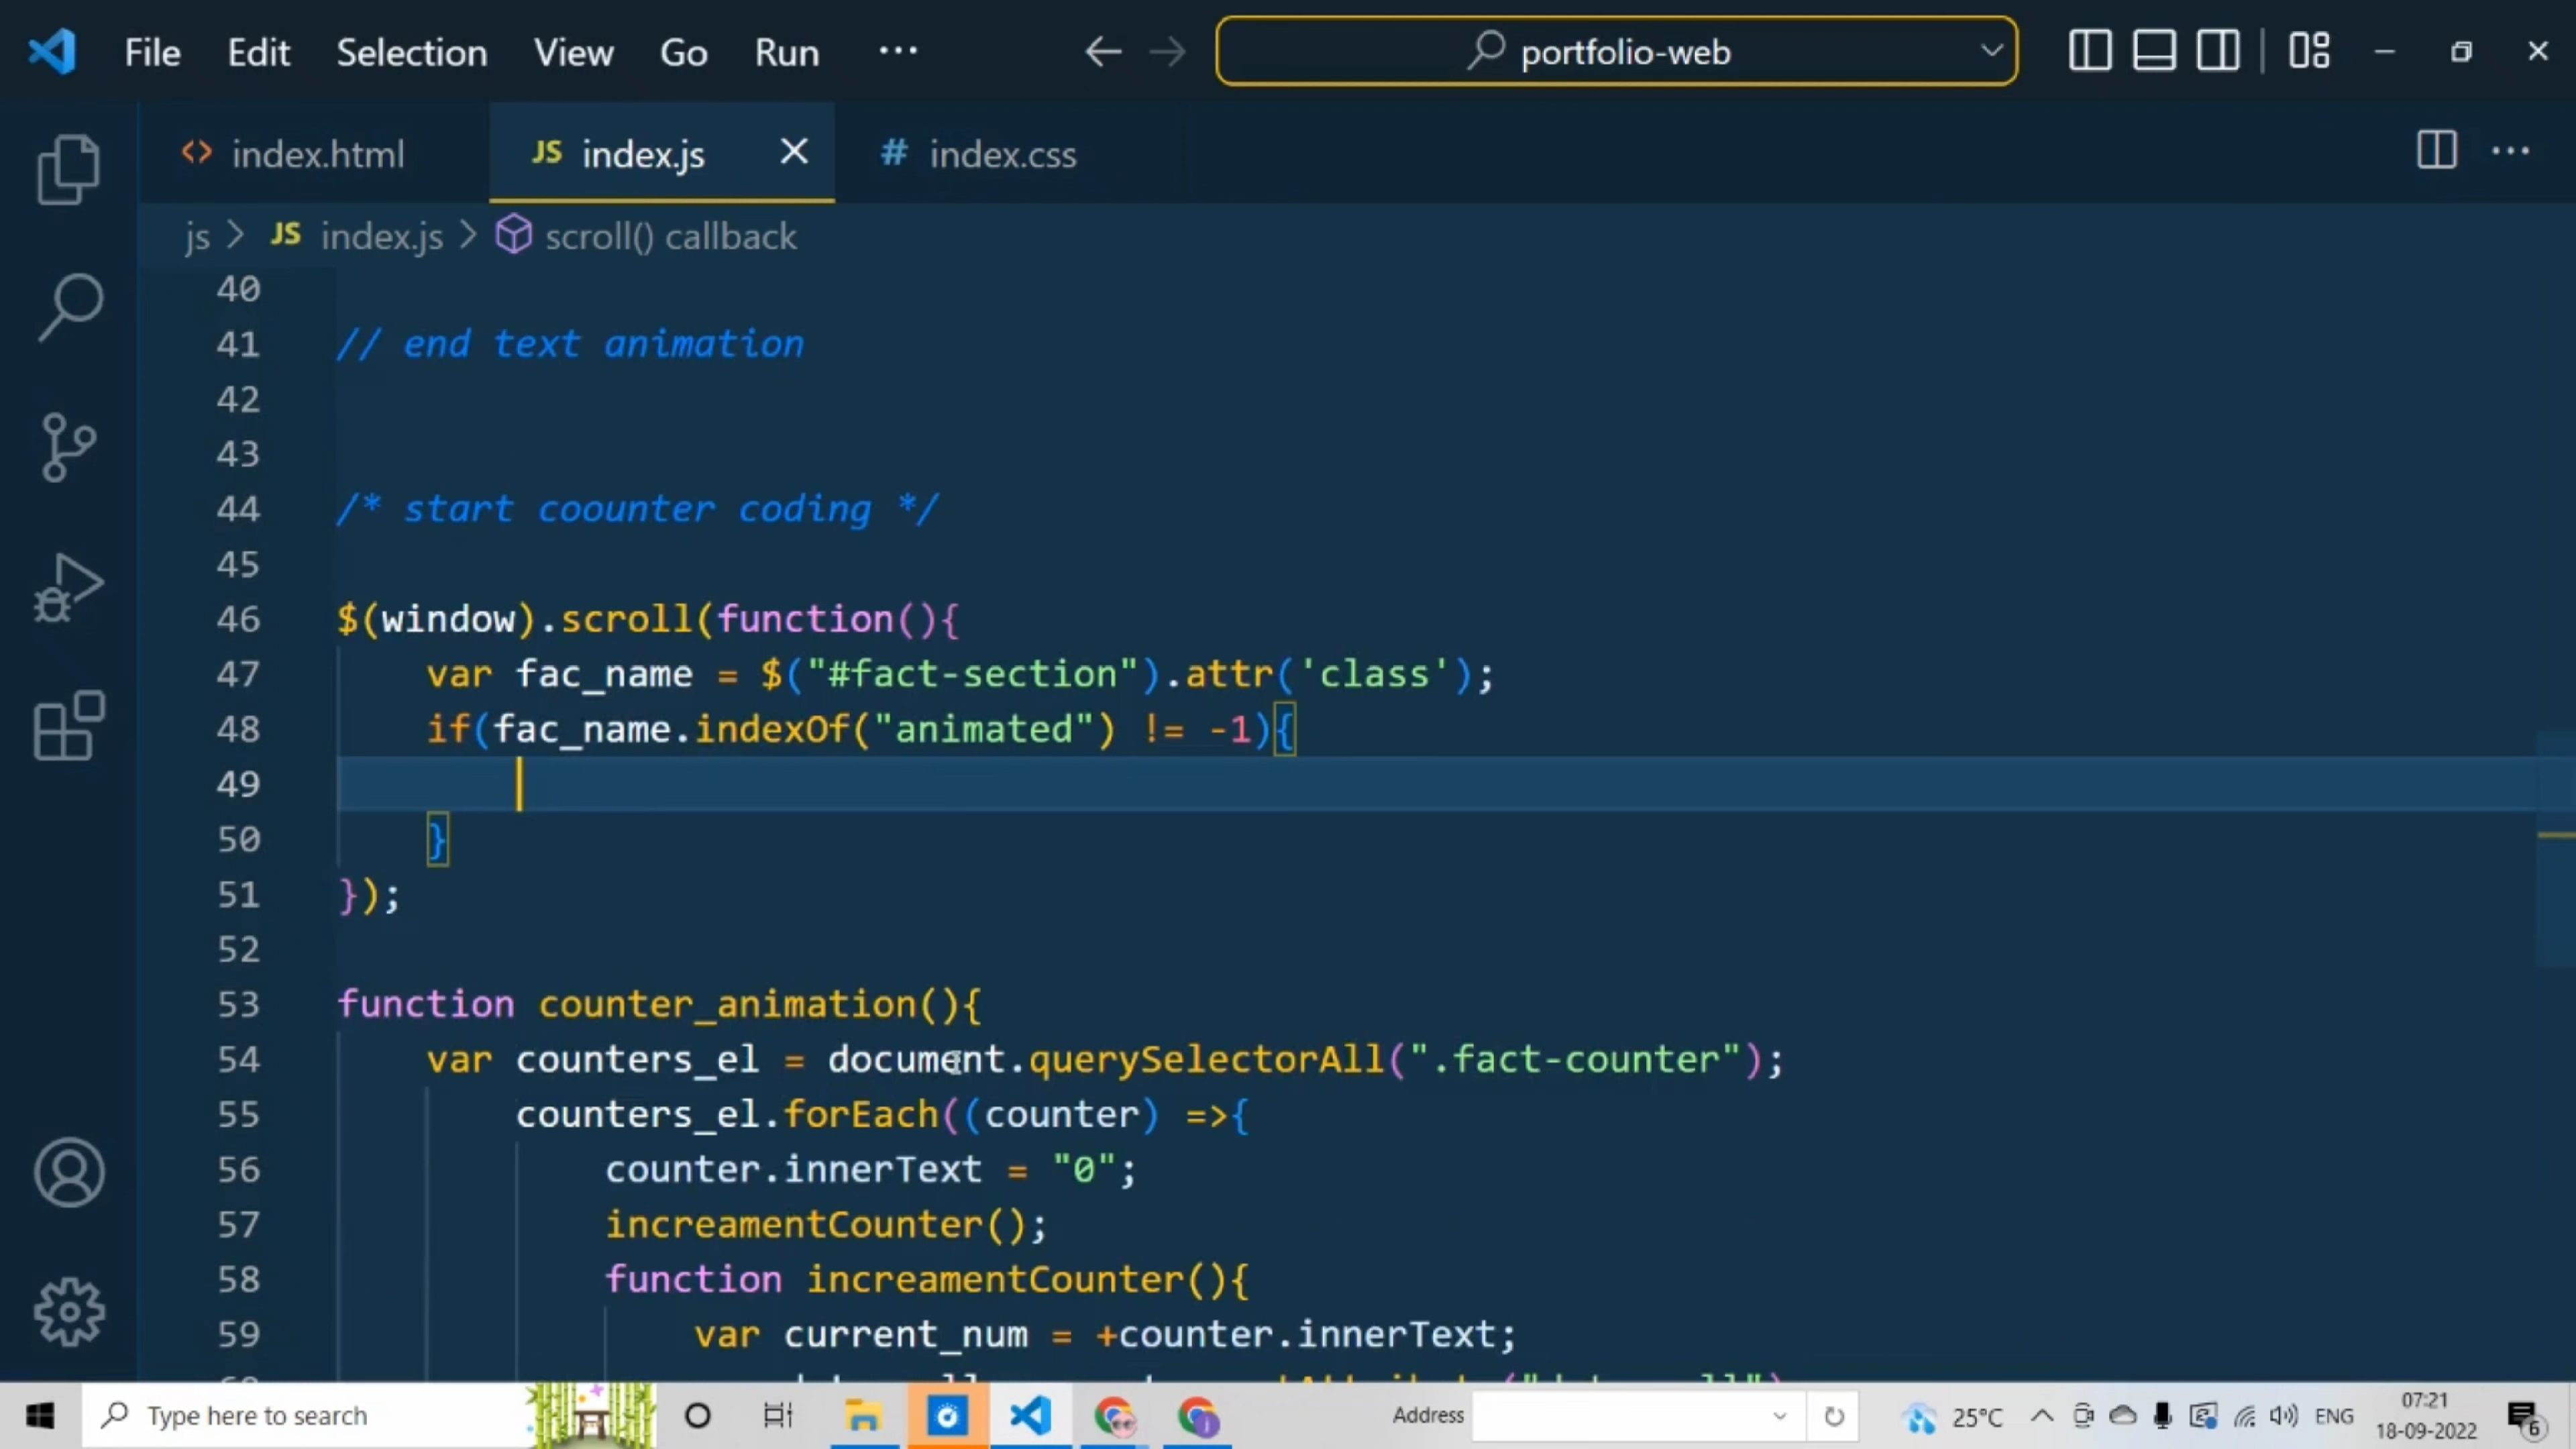 File Edit Selection View Go Run ···
portfolio-web
index.html
JS index.js
# index.css
js > JS index.js > scroll() callback
40
41 // end text animation
42
43
44 /* start coounter coding */
45
46 $(window).scroll(function(){
47 var fac_name = $("#fact-section").attr('class');
48 if(fac_name.indexOf("animated") != -1){
49
50 }
51 });
52
53 function counter_animation(){
54 var counters_el = document.querySelectorAll(".fact-counter");
55 counters_el.forEach((counter) =>{
56 counter.innerText = "0";
57 increamentCounter();
58 function increamentCounter(){
59 var current_num = +counter.innerText;
Type here to search
Address
25°C
ENG
07:21
18-09-2022
6